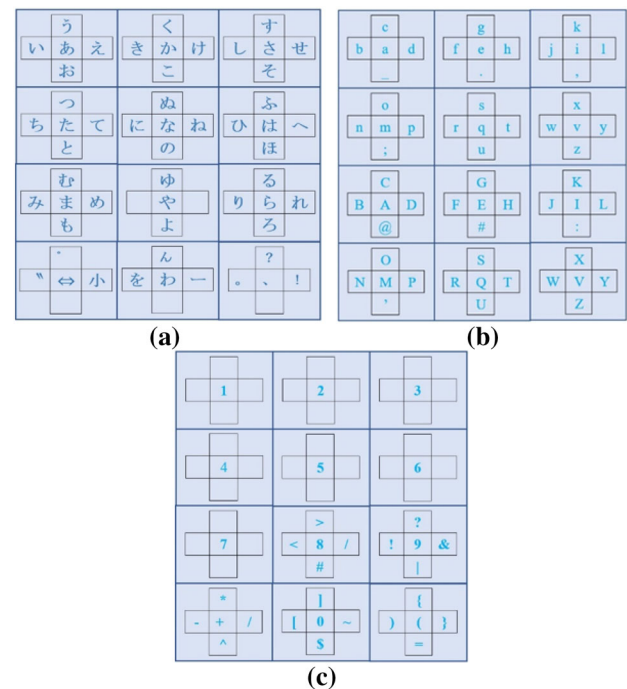 う く す
い あ え き か け し さ せ
お こ そ
つ ぬ ふ
ち た て に な ね ひ は へ
と の ほ
む ゆ る
み ま め や り ら れ
も よ ろ
゜ ん ?
〝 ⇔ 小 を わ ー 。 、 !
(a)
c g k
b a d f e h j i l
_ . ,
o s x
n m p r q t w v y
; u z
C G K
B A D F E H J I L
@ # :
O S X
N M P R Q T W V Y
' U Z
(b)
1 2 3
4 5 6
> ?
7 < 8 / ! 9 &
# |
* ] {
- + / [ 0 ~ ) ( }
^ $ =
(c)